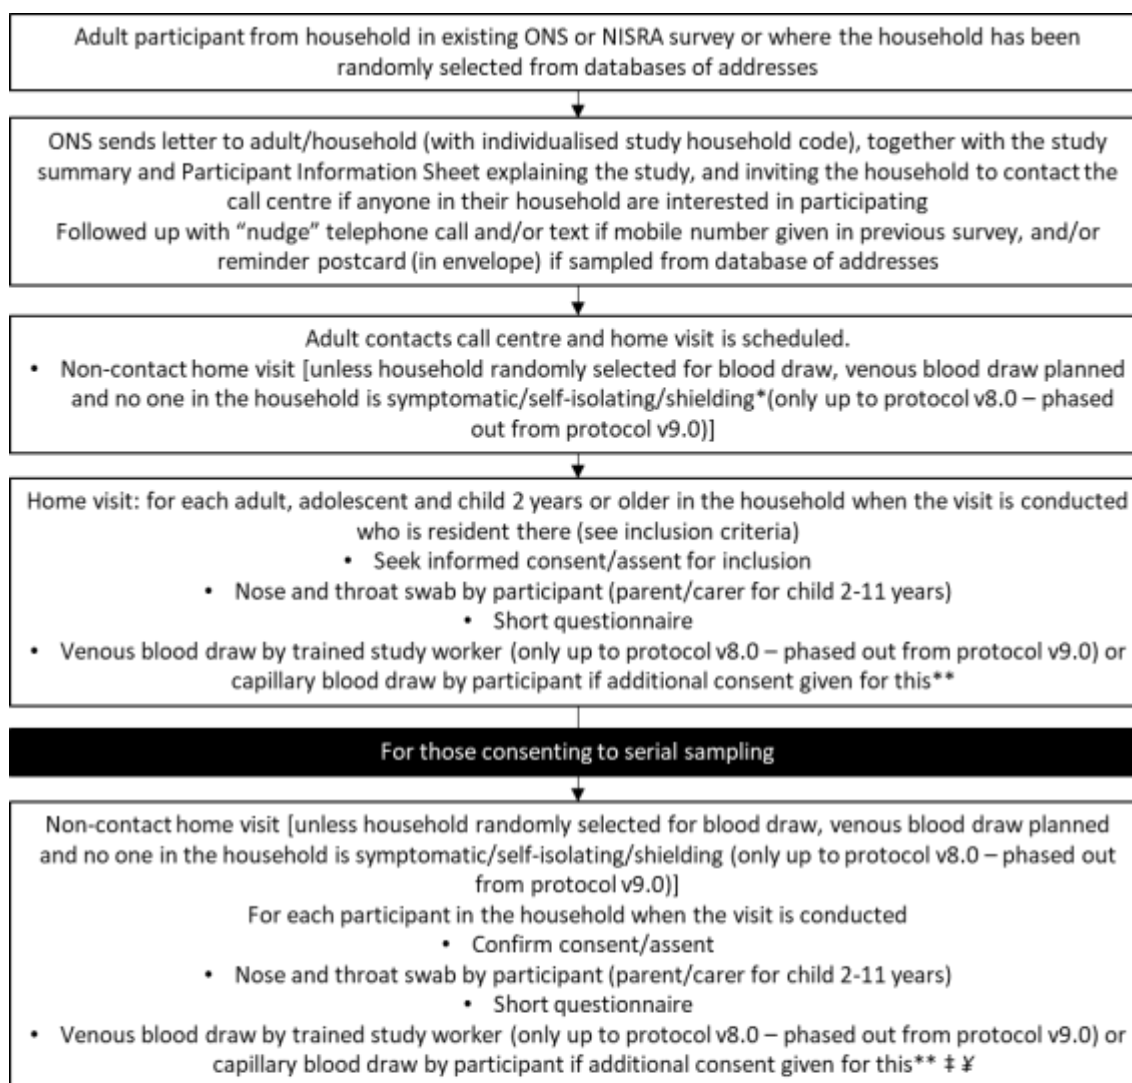 Adult participant from household in existing ONS or NISRA survey or where the household has been
randomly selected from databases of addresses
ONS sends letter to adult/household (with individualised study household code), together with the study
summary and Participant Information Sheet explaining the study, and inviting the household to contact the
call centre if anyone in their household are interested in participating
Followed up with “nudge” telephone call and/or text if mobile number given in previous survey, and/or
reminder postcard (in envelope) if sampled from database of addresses
Adult contacts call centre and home visit is scheduled.
• Non-contact home visit [unless household randomly selected for blood draw, venous blood draw planned
and no one in the household is symptomatic/self-isolating/shielding*(only up to protocol v8.0 – phased
out from protocol v9.0)]
Home visit: for each adult, adolescent and child 2 years or older in the household when the visit is conducted
who is resident there (see inclusion criteria)
• Seek informed consent/assent for inclusion
• Nose and throat swab by participant (parent/carer for child 2-11 years)
• Short questionnaire
• Venous blood draw by trained study worker (only up to protocol v8.0 – phased out from protocol v9.0) or
capillary blood draw by participant if additional consent given for this**
For those consenting to serial sampling
Non-contact home visit [unless household randomly selected for blood draw, venous blood draw planned
and no one in the household is symptomatic/self-isolating/shielding (only up to protocol v8.0 – phased out
from protocol v9.0)]
For each participant in the household when the visit is conducted
• Confirm consent/assent
• Nose and throat swab by participant (parent/carer for child 2-11 years)
• Short questionnaire
• Venous blood draw by trained study worker (only up to protocol v8.0 – phased out from protocol v9.0) or
capillary blood draw by participant if additional consent given for this** ‡ ¥